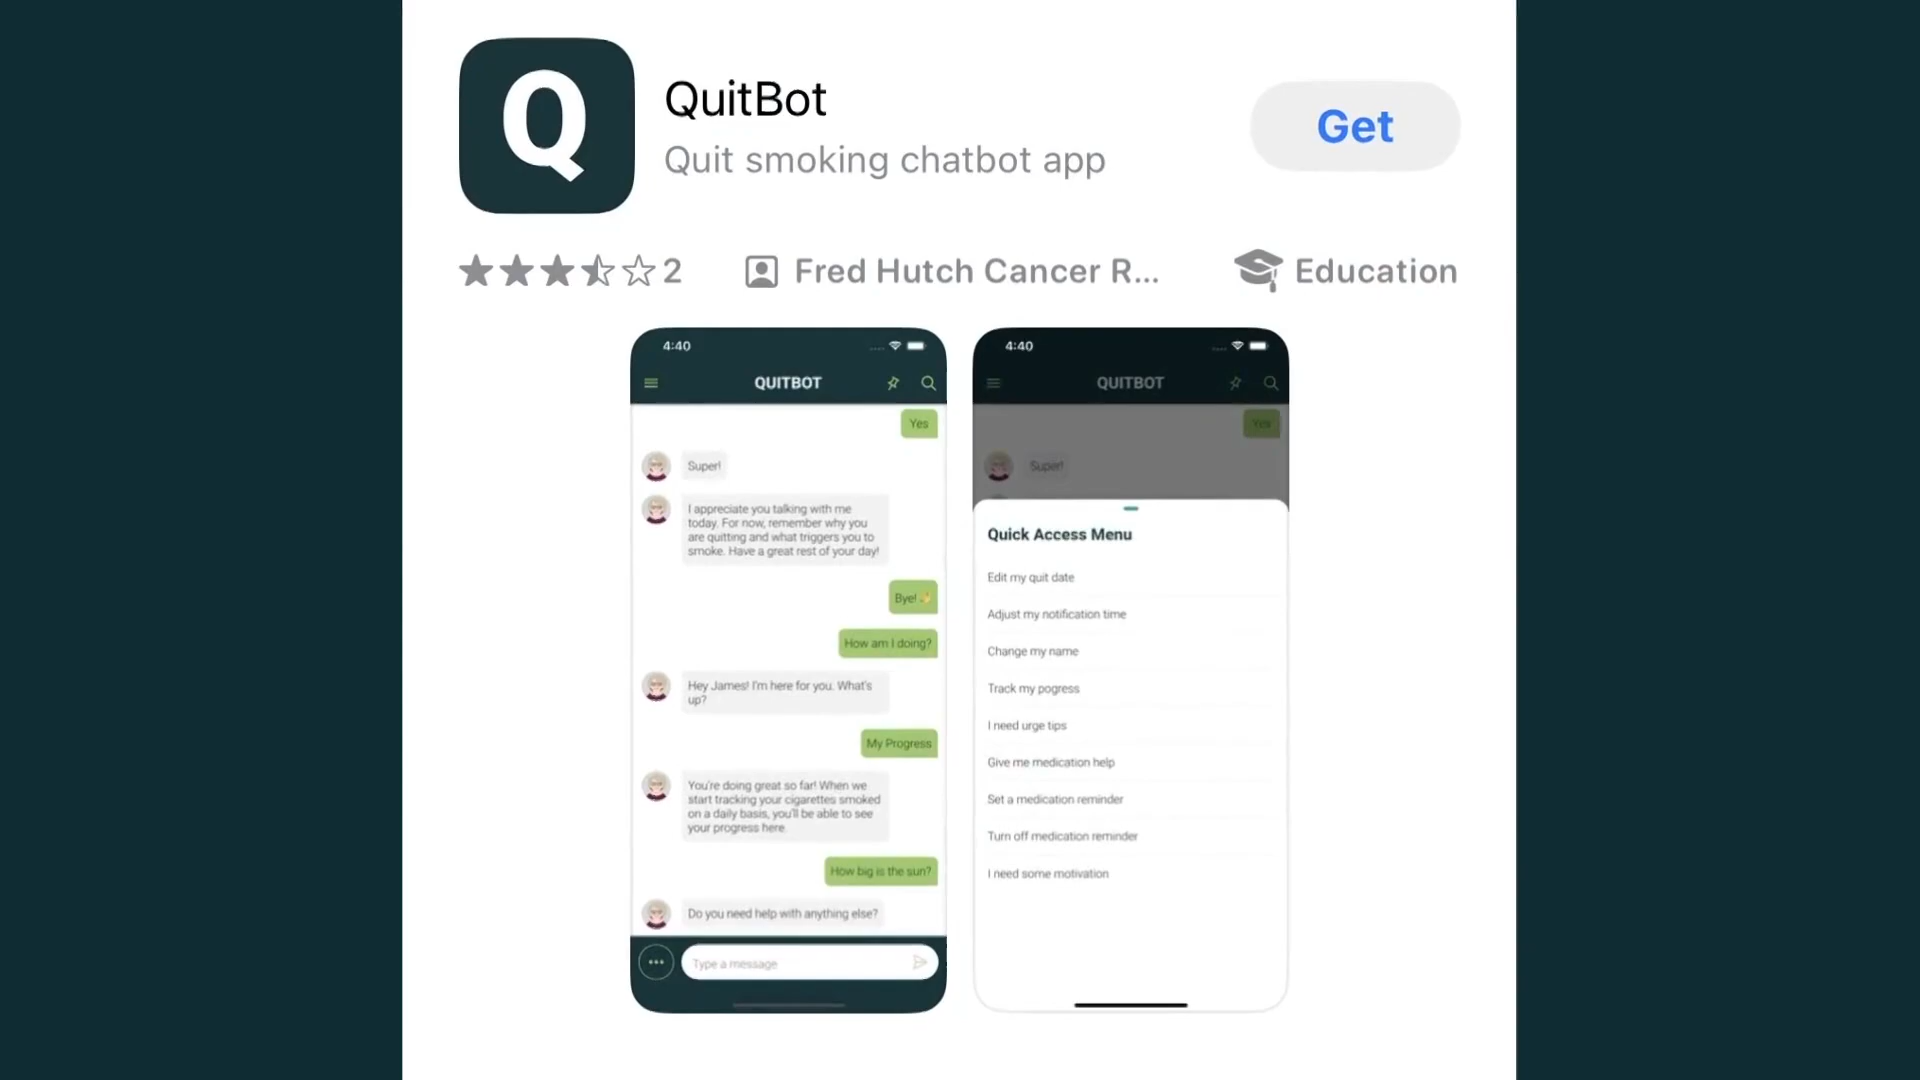 Q
QuitBot
Quit smoking chatbot app
Get
2
Fred Hutch Cancer R...
Education
4:40
QUITBOT
Yes
Super!
I appreciate you talking with me
today. For now, remember why you
are quitting and what triggers you to
smoke. Have a great rest of your day!
Bye!
How am I doing?
Hey James! I'm here for you. What's
up?
My Progress
You're doing great so far! When we
start tracking your cigarettes smoked
on a daily basis, you'll be able to see
your progress here.
How big is the sun?
Do you need help with anything else?
Type a message
4:40
QUITBOT
Yes
Super!
Quick Access Menu
Edit my quit date
Adjust my notification time
Change my name
Track my pogress
I need urge tips
Give me medication help
Set a medication reminder
Turn off medication reminder
I need some motivation